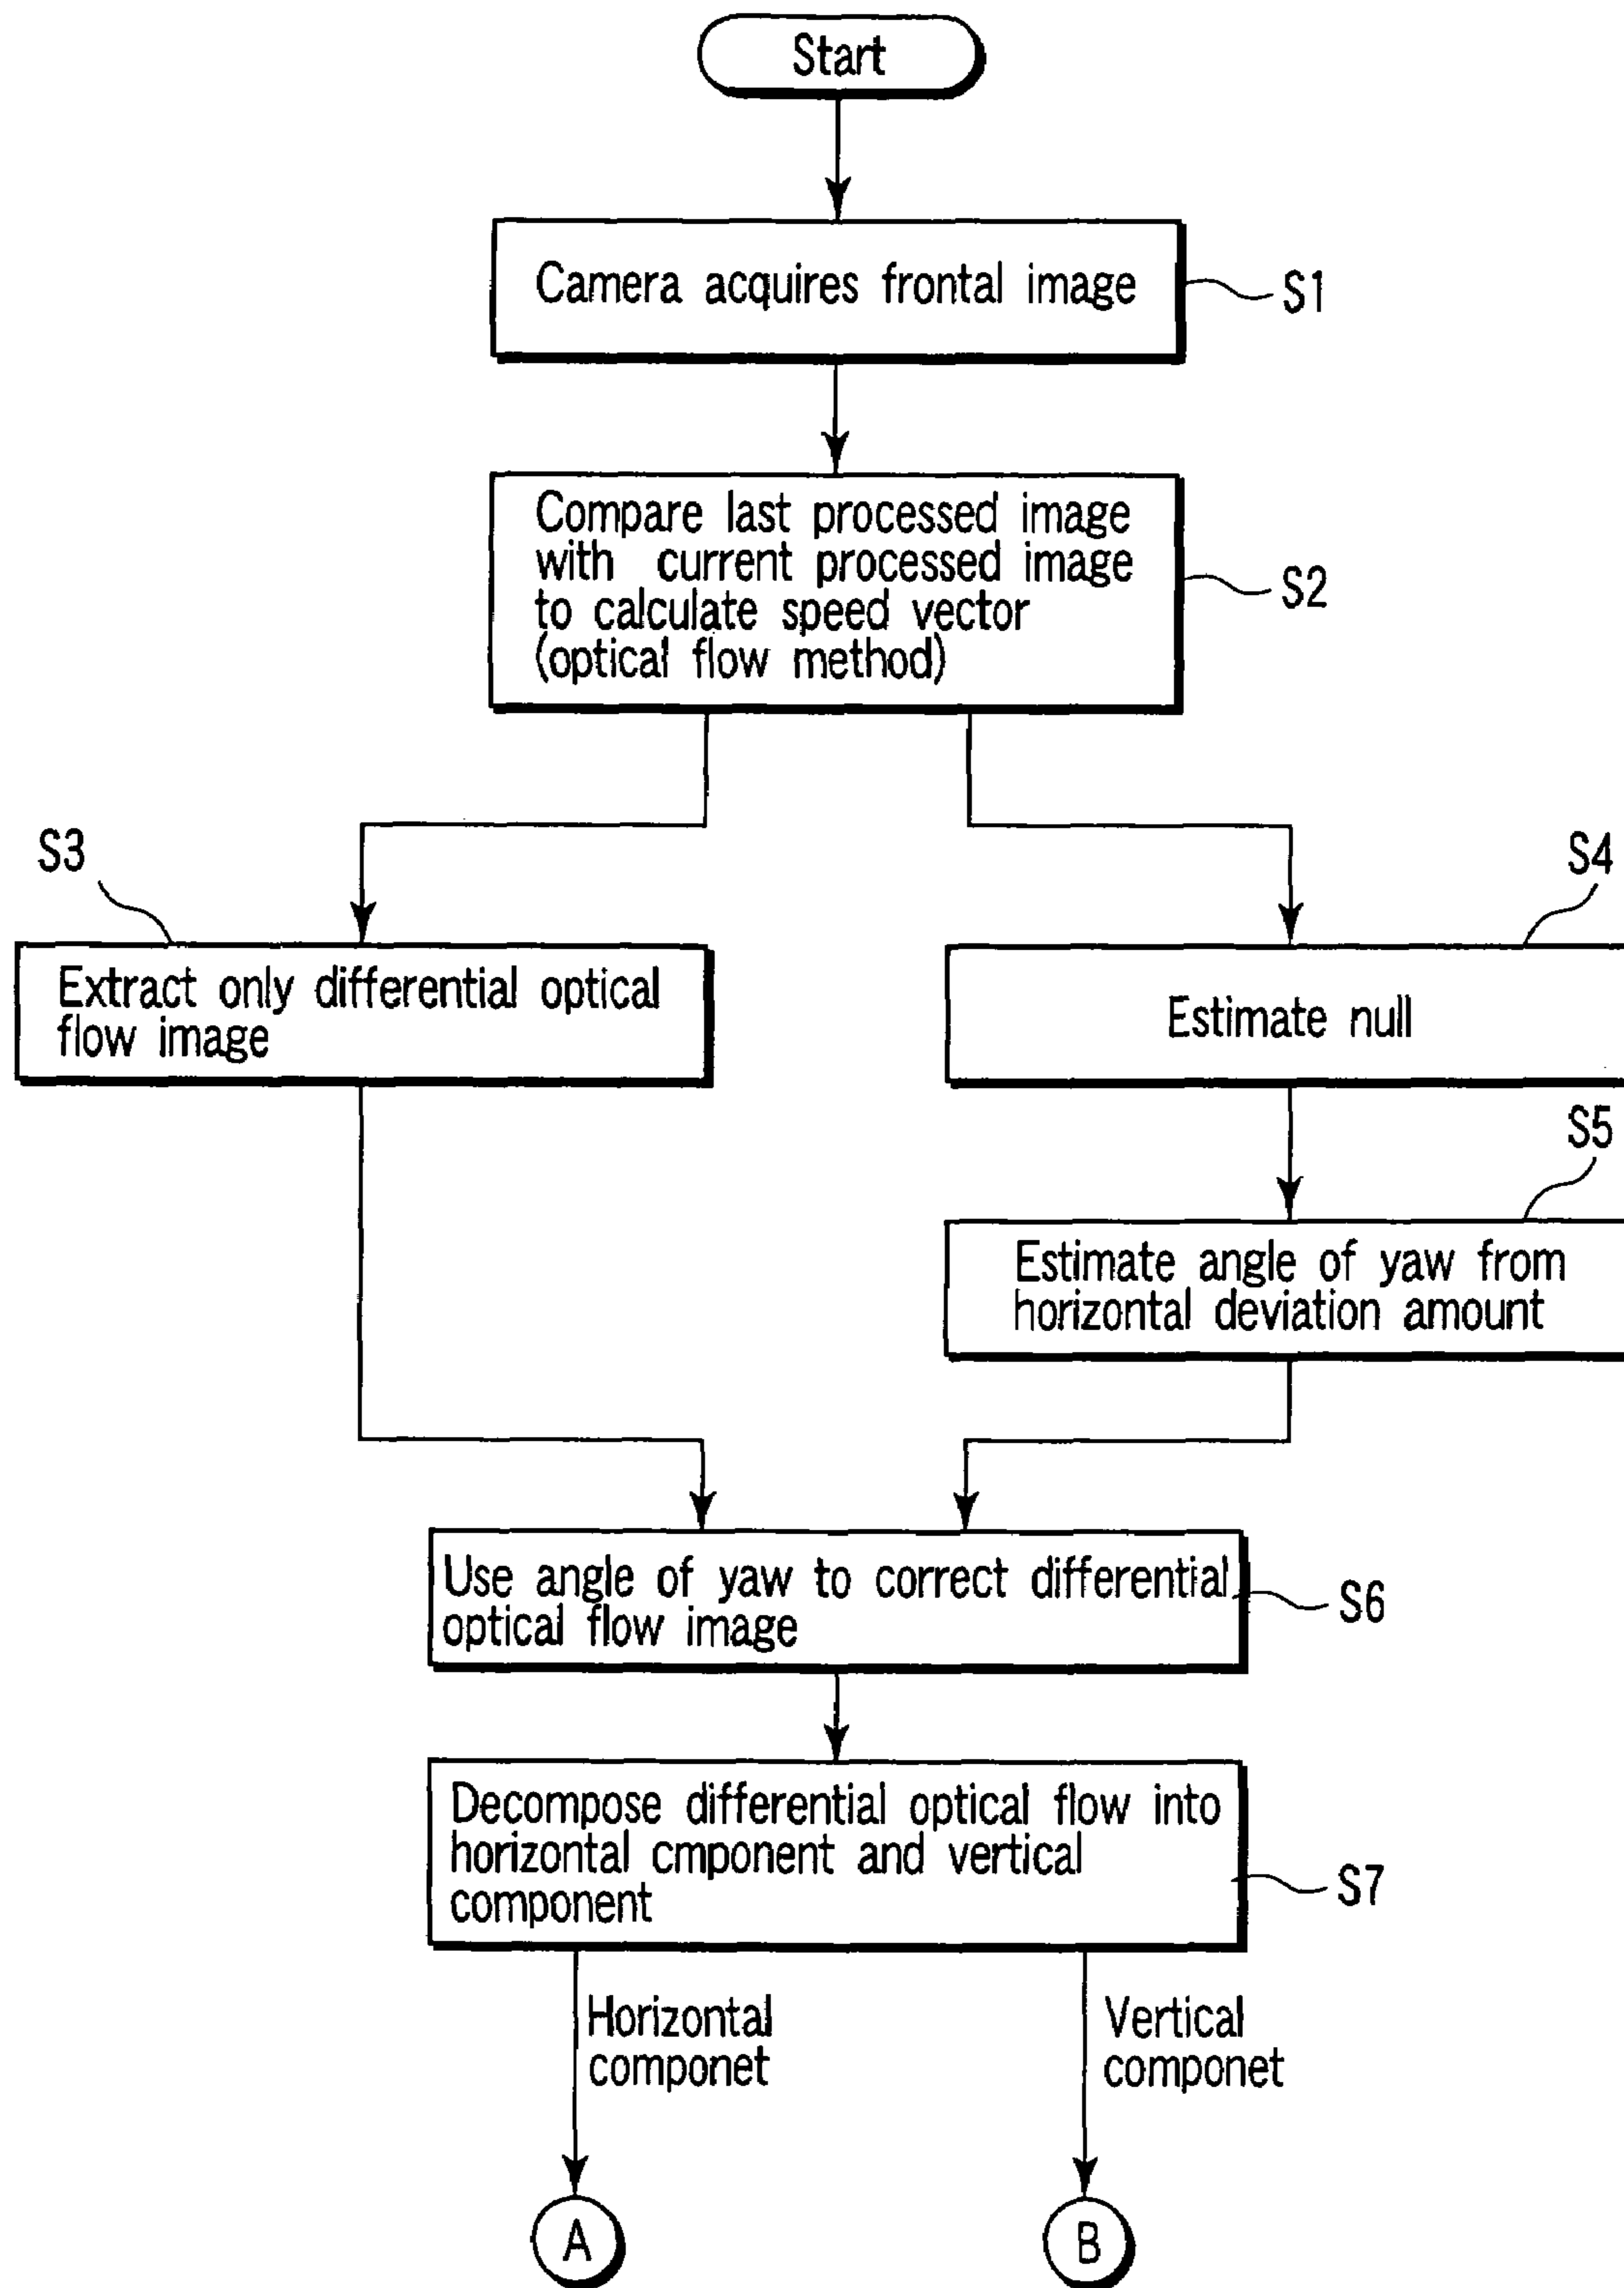 Start
Camera acquires frontal image
S1
Compare last processed image
with current processed image
to calculate speed vector
(optical flow method)
S2
S3
S4
Extract only differential optical
flow image
Estimate null
S5
Estimate angle of yaw from
horizontal deviation amount
Use angle of yaw to correct differential
optical flow image
S6
Decompose differential optical flow into
horizontal cmponent and vertical
component
S7
Horizontal
componet
Vertical
componet
A
B